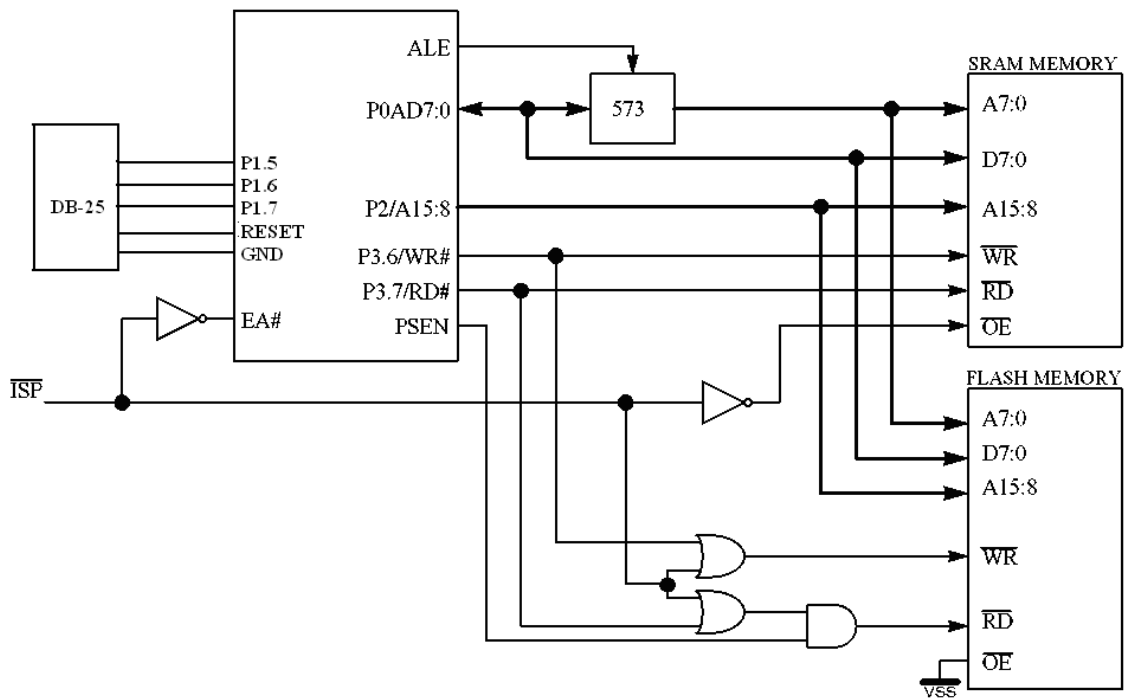 ALE
P0AD7:0
P2/A15:8
P3.6/WR#
P3.7/RD#
PSEN
P1.5
P1.6
P1.7
RESET
GND
EA#
DB-25
ISP
573
SRAM MEMORY
A7:0
D7:0
A15:8
WR
RD
OE
FLASH MEMORY
A7:0
D7:0
A15:8
WR
RD
OE
VSS